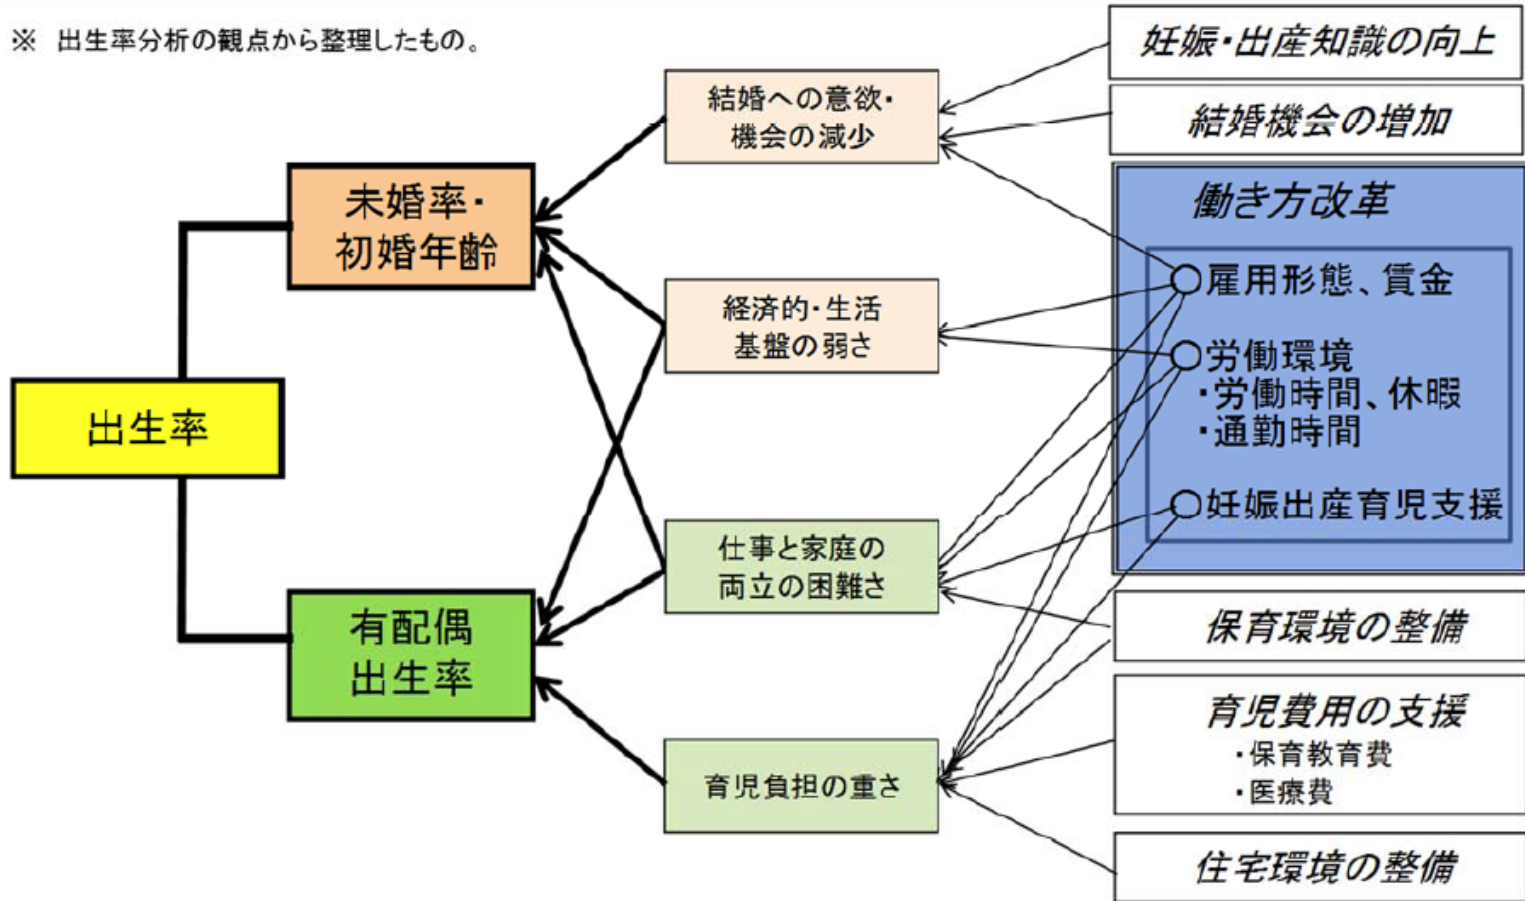 ※ 出生率分析の観点から整理したもの。
出生率
未婚率・
初婚年齢
有配偶
出生率
結婚への意欲・
機会の減少
経済的・生活
基盤の弱さ
仕事と家庭の
両立の困難さ
育児負担の重さ
妊娠・出産知識の向上
結婚機会の増加
働き方改革
○雇用形態、賃金
○労働環境
・労働時間、休暇
・通勤時間
○妊娠出産育児支援
保育環境の整備
育児費用の支援
・保育教育費
・医療費
住宅環境の整備